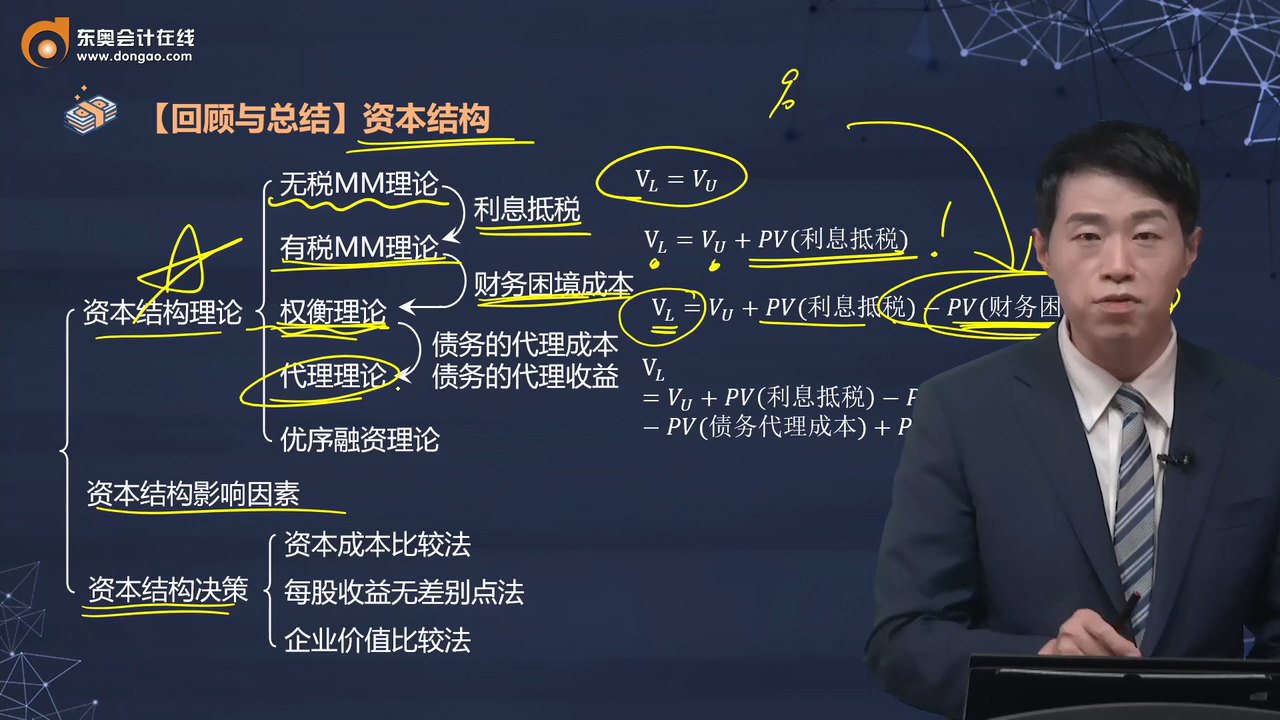 东奥会计在线
www.dongao.com
【回顾与总结】资本结构
无税MM理论
利息抵税
有税MM理论
财务困境成本
资本结构理论
权衡理论
债务的代理成本
债务的代理收益
代理理论
优序融资理论
V_L = V_U
V_L = V_U + PV(利息抵税)
V_L = V_U + PV(利息抵税) − PV(财务困
V_L
= V_U + PV(利息抵税) −
− PV(债务代理成本) +
资本结构影响因素
资本结构决策
资本成本比较法
每股收益无差别点法
企业价值比较法